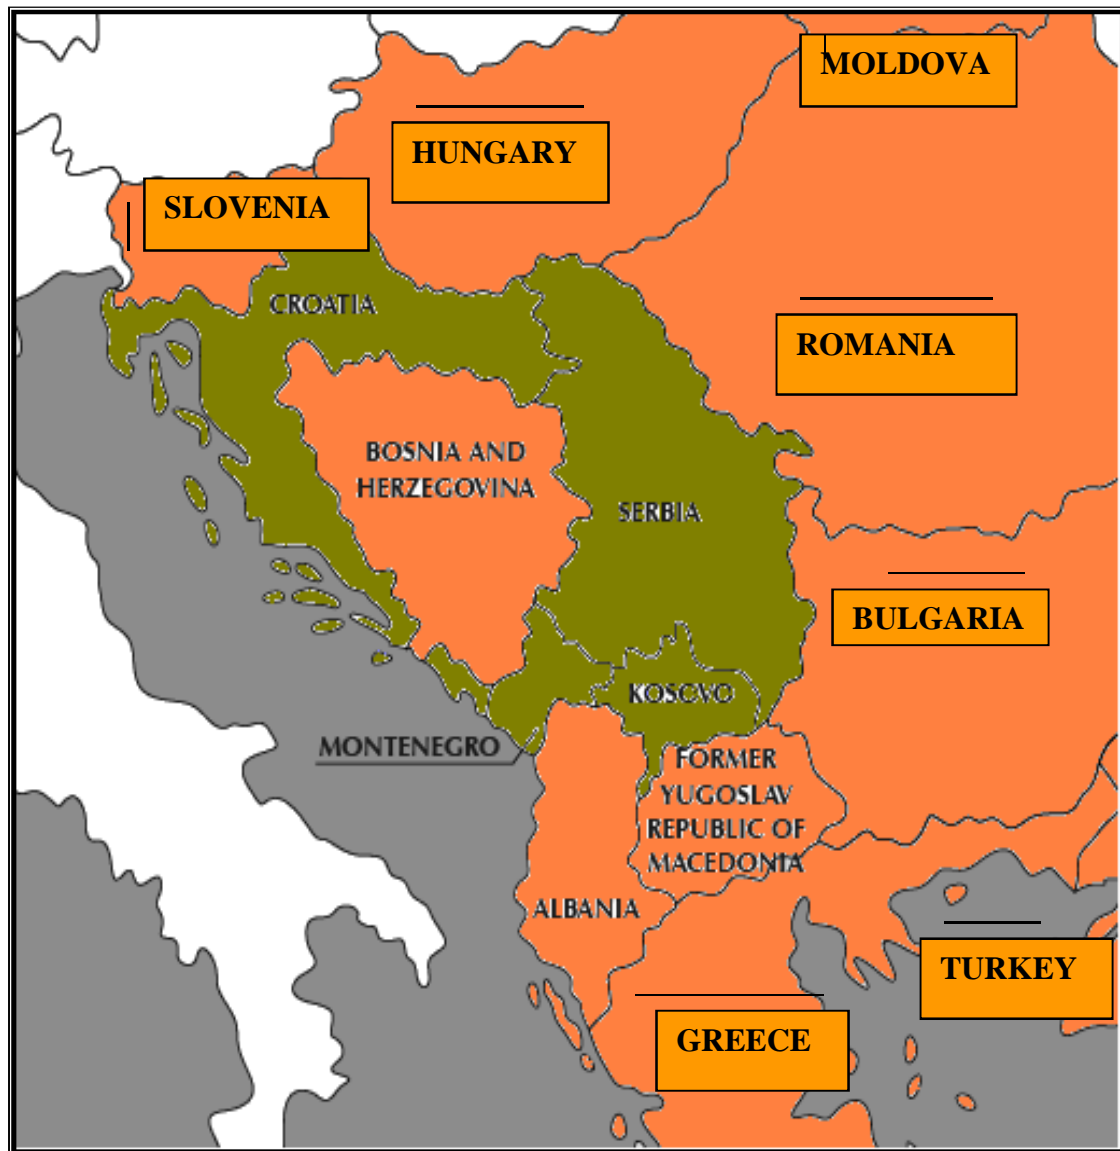 MOLDOVA
HUNGARY
SLOVENIA
CROATIA
ROMANIA
BOSNIA AND
HERZEGOVINA
SERBIA
BULGARIA
KOSOVO
MONTENEGRO
FORMER
YUGOSLAV
REPUBLIC OF
MACEDONIA
ALBANIA
TURKEY
GREECE